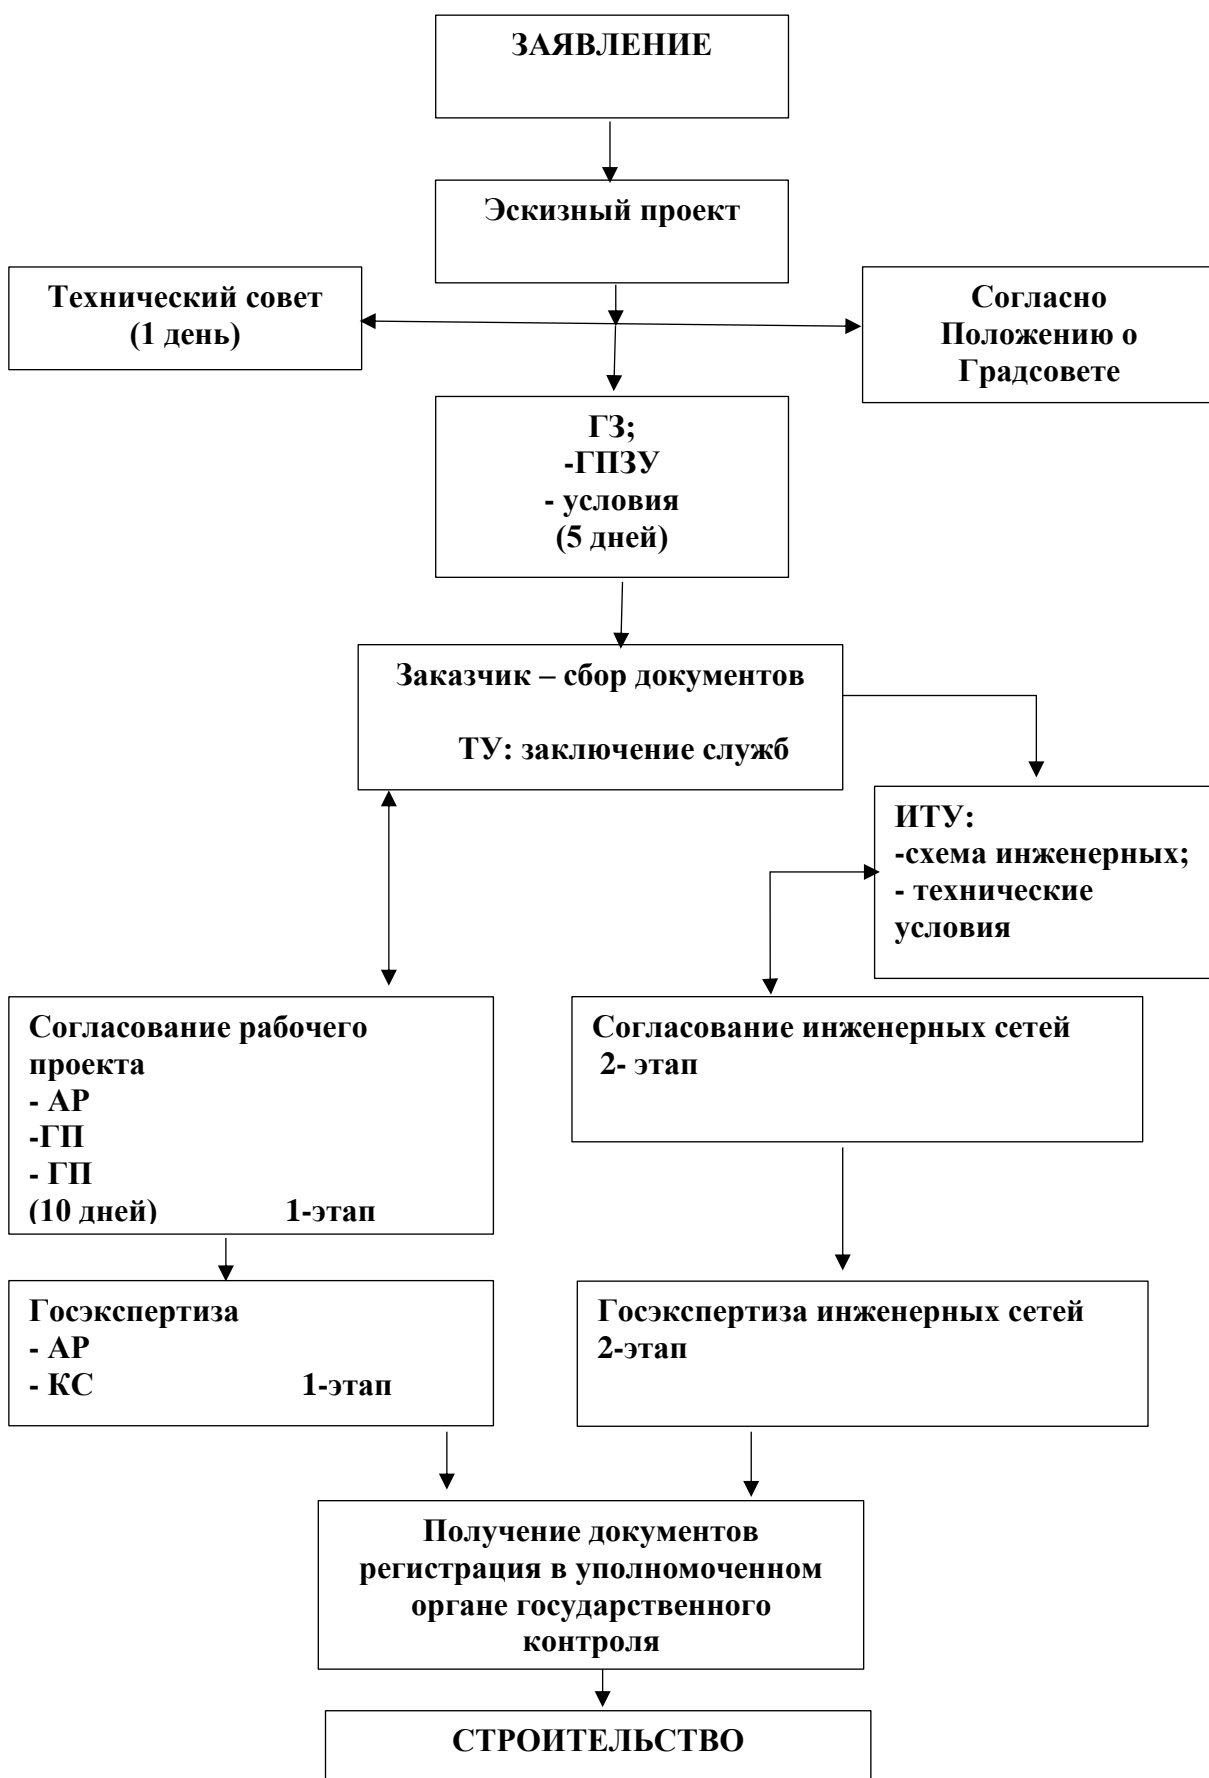 ЗАЯВЛЕНИЕ
Эскизный проект
Технический совет
(1 день)
Согласно
Положению о
Градсовете
ГЗ;
-ГПЗУ
- условия
(5 дней)
Заказчик – сбор документов
ТУ: заключение служб
ИТУ:
-схема инженерных;
- технические
условия
Согласование рабочего
проекта
- АР
-ГП
- ГП
(10 дней) 1-этап
Согласование инженерных сетей
2- этап
Госэкспертиза
- АР
- КС 1-этап
Госэкспертиза инженерных сетей
2-этап
Получение документов
регистрация в уполномоченном
органе государственного
контроля
СТРОИТЕЛЬСТВО